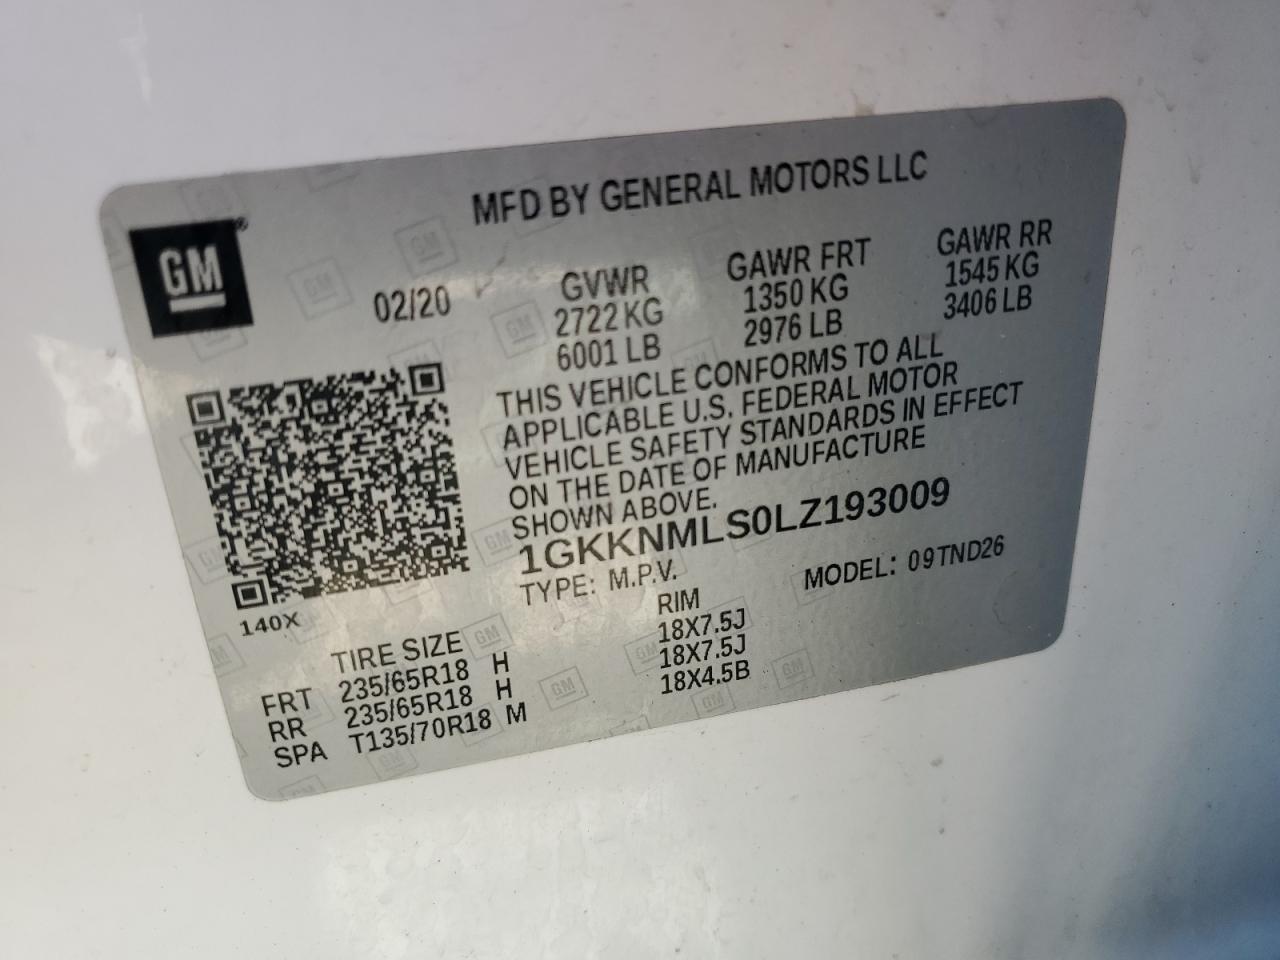 MFD BY GENERAL MOTORS LLC
GM®
02/20
GVWR
2722 KG
6001 LB
GAWR FRT
1350 KG
2976 LB
GAWR RR
1545 KG
3406 LB
THIS VEHICLE CONFORMS TO ALL
APPLICABLE U.S. FEDERAL MOTOR
VEHICLE SAFETY STANDARDS IN EFFECT
ON THE DATE OF MANUFACTURE
SHOWN ABOVE.
1GKKNMLS0LZ193009
TYPE: M.P.V. MODEL: 09TND26
140X
TIRE SIZE RIM
FRT 235/65R18 H 18X7.5J
RR 235/65R18 H 18X7.5J
SPA T135/70R18 M 18X4.5B